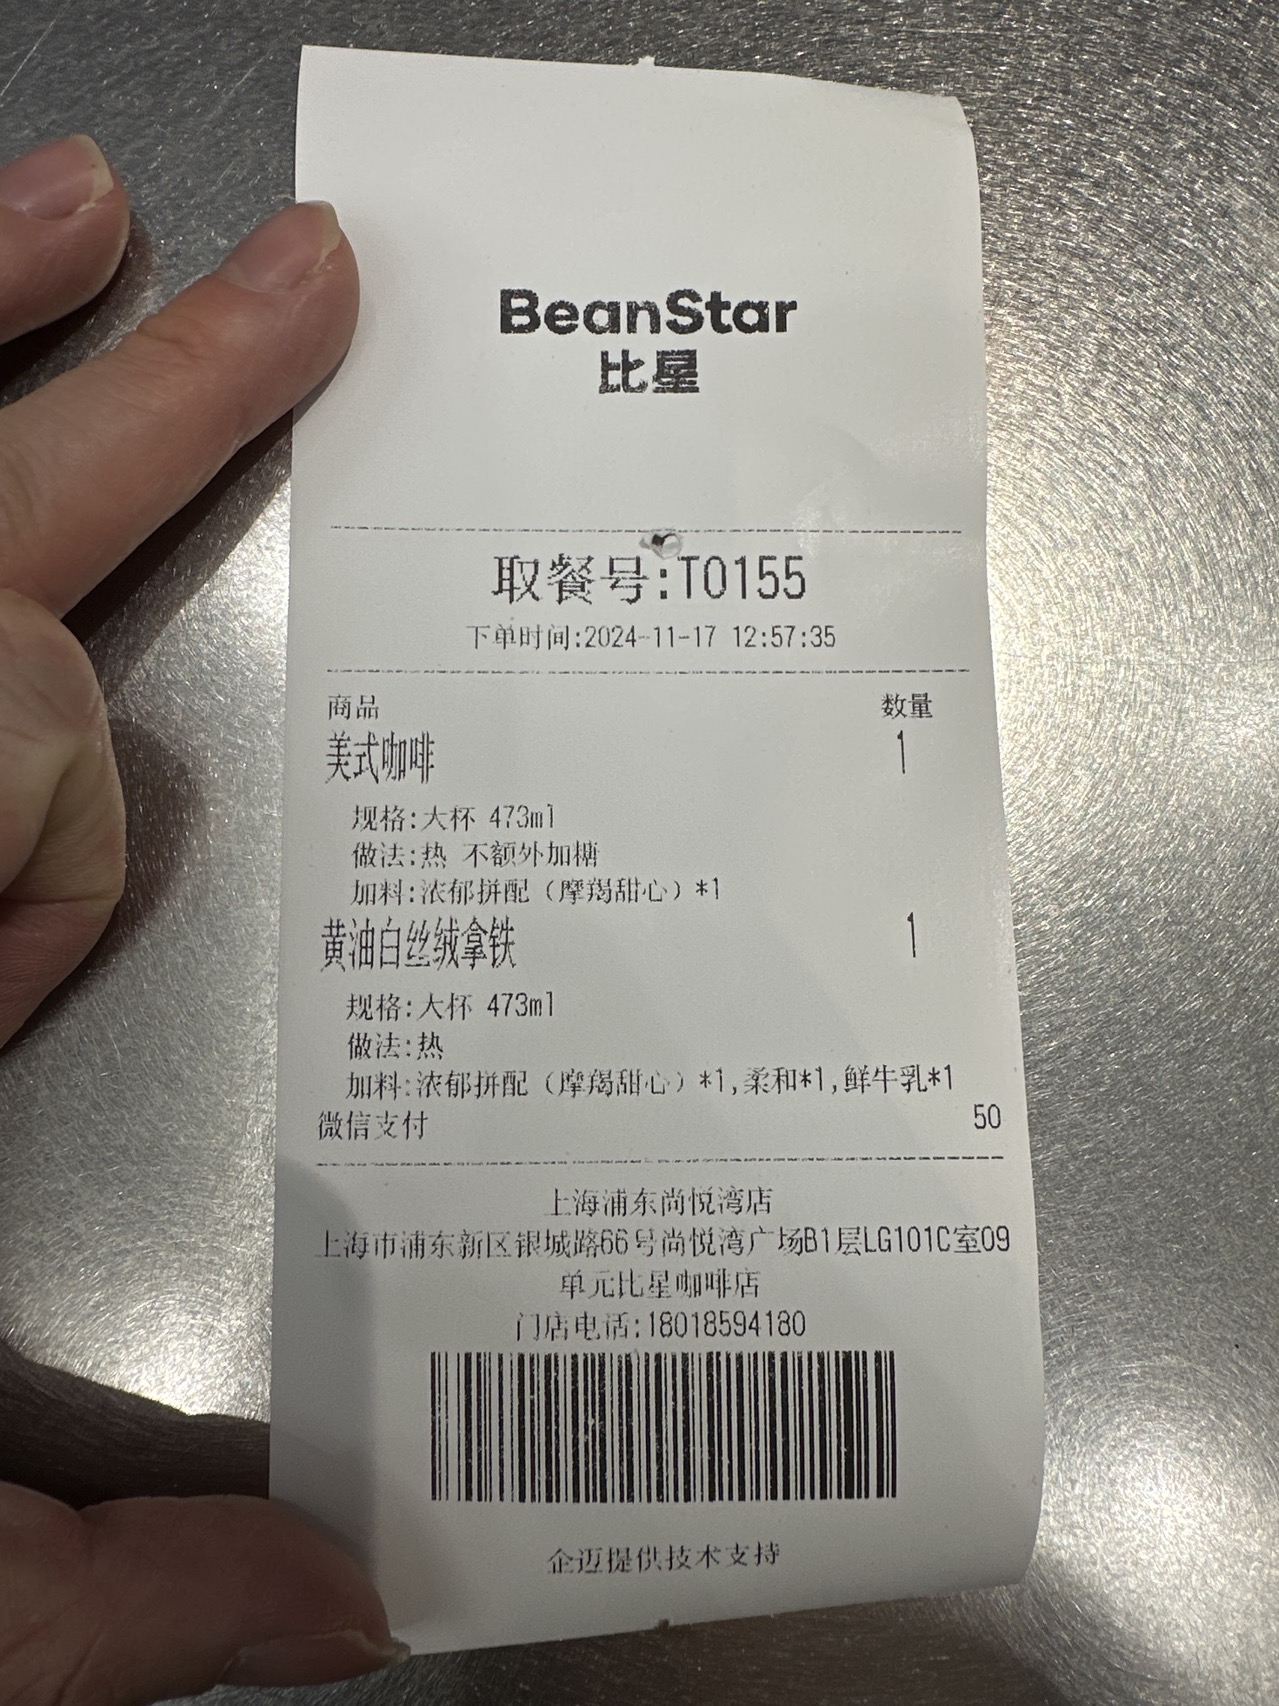 BeanStar
比星
取餐号:T0155
下单时间:2024-11-17 12:57:35
商品 数量
美式咖啡 1
规格:大杯 473ml
做法:热 不额外加糖
加料:浓郁拼配（摩羯甜心）*1
黄油白丝绒拿铁 1
规格:大杯 473ml
做法:热
加料:浓郁拼配（摩羯甜心）*1,柔和*1,鲜牛乳*1
微信支付 50
上海浦东尚悦湾店
上海市浦东新区银城路66号尚悦湾广场B1层LG101C室09
单元比星咖啡店
门店电话:18018594180
企迈提供技术支持